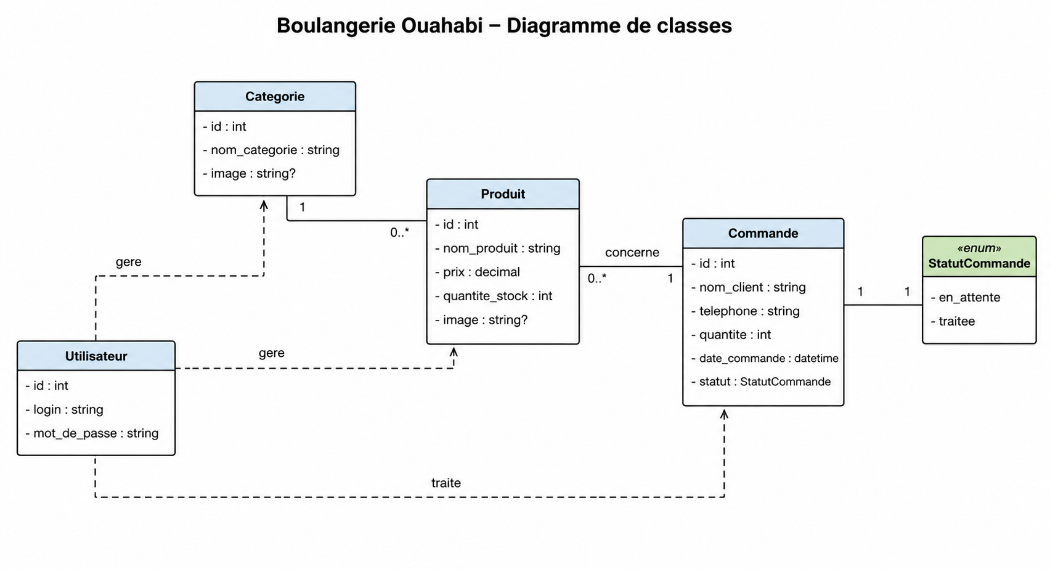 Boulangerie Ouahabi – Diagramme de classes
Categorie
- id : int
- nom_categorie : string
- image : string?
1
0..*
gere
Produit
- id : int
- nom_produit : string
- prix : decimal
- quantite_stock : int
- image : string?
concerne
0..*
1
Commande
- id : int
- nom_client : string
- telephone : string
- quantite : int
- date_commande : datetime
- statut : StatutCommande
1
1
«enum»
StatutCommande
- en_attente
- traitee
Utilisateur
- id : int
- login : string
- mot_de_passe : string
gere
traite